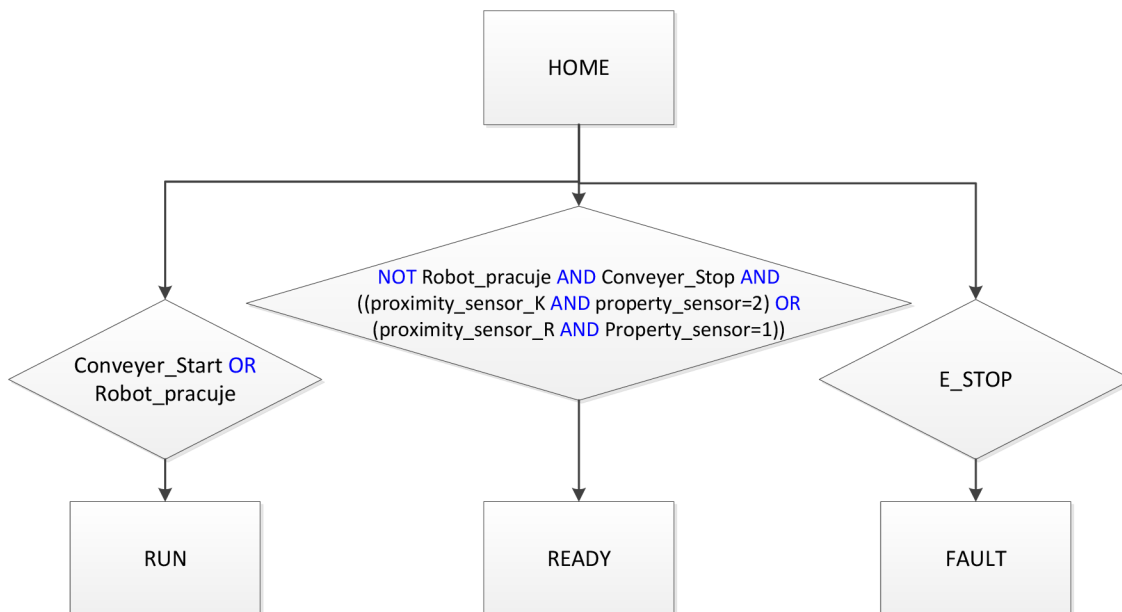 HOME
NOT Robot_pracuje AND Conveyer_Stop AND
((proximity_sensor_K AND property_sensor=2) OR
(proximity_sensor_R AND Property_sensor=1))
Conveyer_Start OR
Robot_pracuje
E_STOP
RUN
READY
FAULT